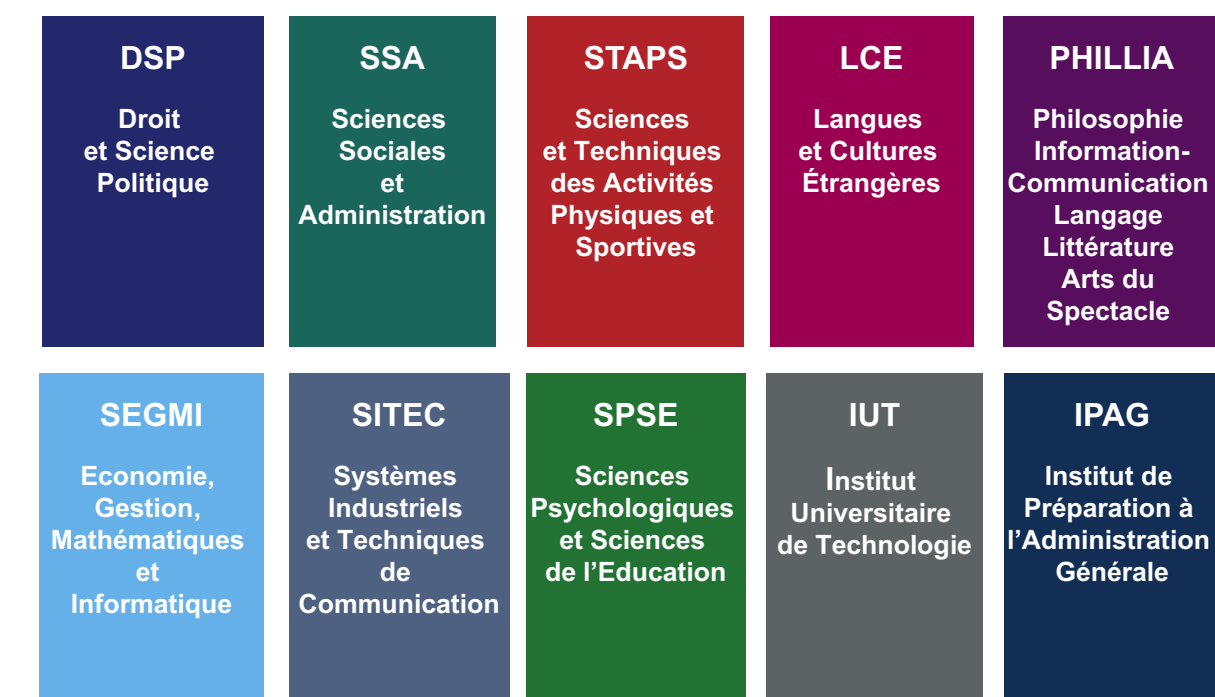 DSP
Droit
et Science
Politique
SSA
Sciences
Sociales
et
Administration
STAPS
Sciences
et Techniques
des Activités
Physiques et
Sportives
LCE
Langues
et Cultures
Étrangères
PHILLIA
Philosophie
Information-
Communication
Langage
Littérature
Arts du
Spectacle
SEGMI
Economie,
Gestion,
Mathématiques
et
Informatique
SITEC
Systèmes
Industriels
et Techniques
de
Communication
SPSE
Sciences
Psychologiques
et Sciences
de l’Education
IUT
Institut
Universitaire
de Technologie
IPAG
Institut de
Préparation à
l’Administration
Générale